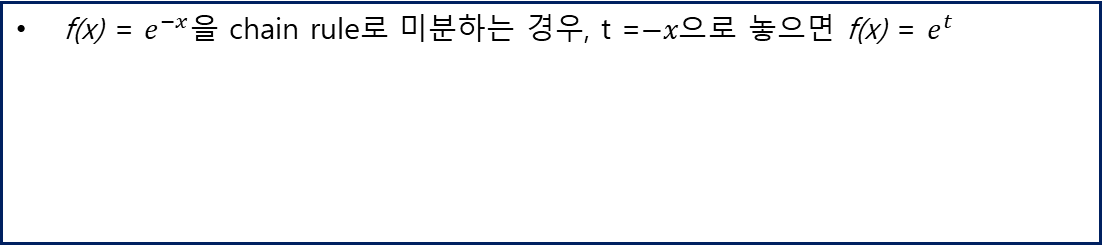 • f(x) = e^{-x}을 chain rule로 미분하는 경우, t =−x으로 놓으면 f(x) = e^{t}